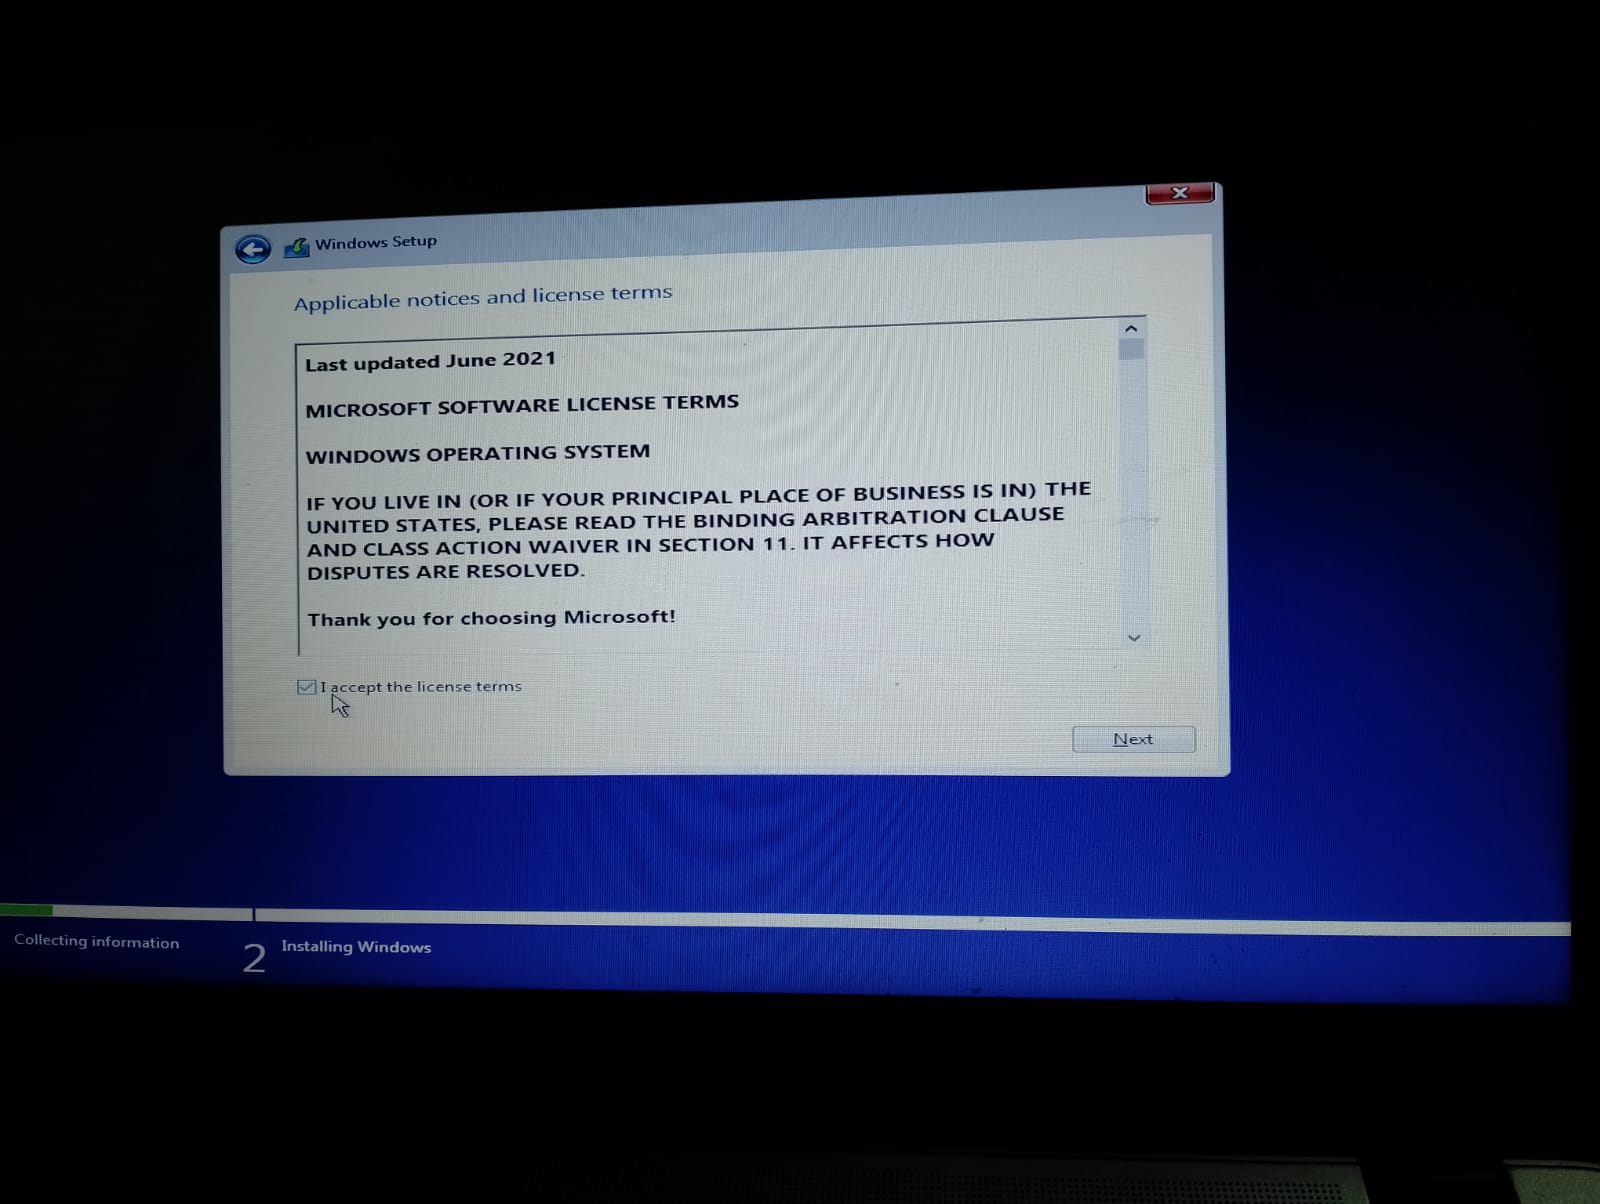 Windows Setup
Applicable notices and license terms
Last updated June 2021
MICROSOFT SOFTWARE LICENSE TERMS
WINDOWS OPERATING SYSTEM
IF YOU LIVE IN (OR IF YOUR PRINCIPAL PLACE OF BUSINESS IS IN) THE
UNITED STATES, PLEASE READ THE BINDING ARBITRATION CLAUSE
AND CLASS ACTION WAIVER IN SECTION 11. IT AFFECTS HOW
DISPUTES ARE RESOLVED.
Thank you for choosing Microsoft!
I accept the license terms
Next
Collecting information
2 Installing Windows